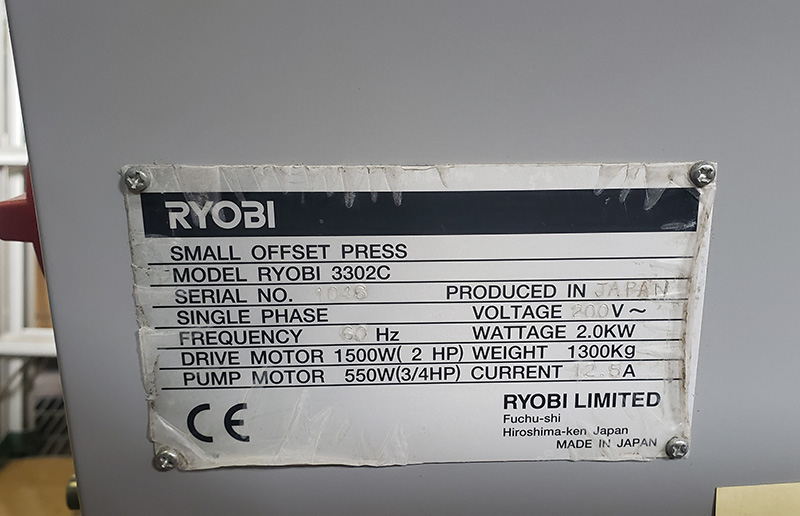 RYOBI
SMALL OFFSET PRESS
MODEL RYOBI 3302C
SERIAL NO. PRODUCED IN JAPAN
SINGLE PHASE VOLTAGE 200V～
FREQUENCY 60 Hz WATTAGE 2.0KW
DRIVE MOTOR 1500W( 2 HP) WEIGHT 1300Kg
PUMP MOTOR 550W(3/4HP) CURRENT 12.5A
CE
RYOBI LIMITED
Fuchu-shi
Hiroshima-ken Japan
MADE IN JAPAN